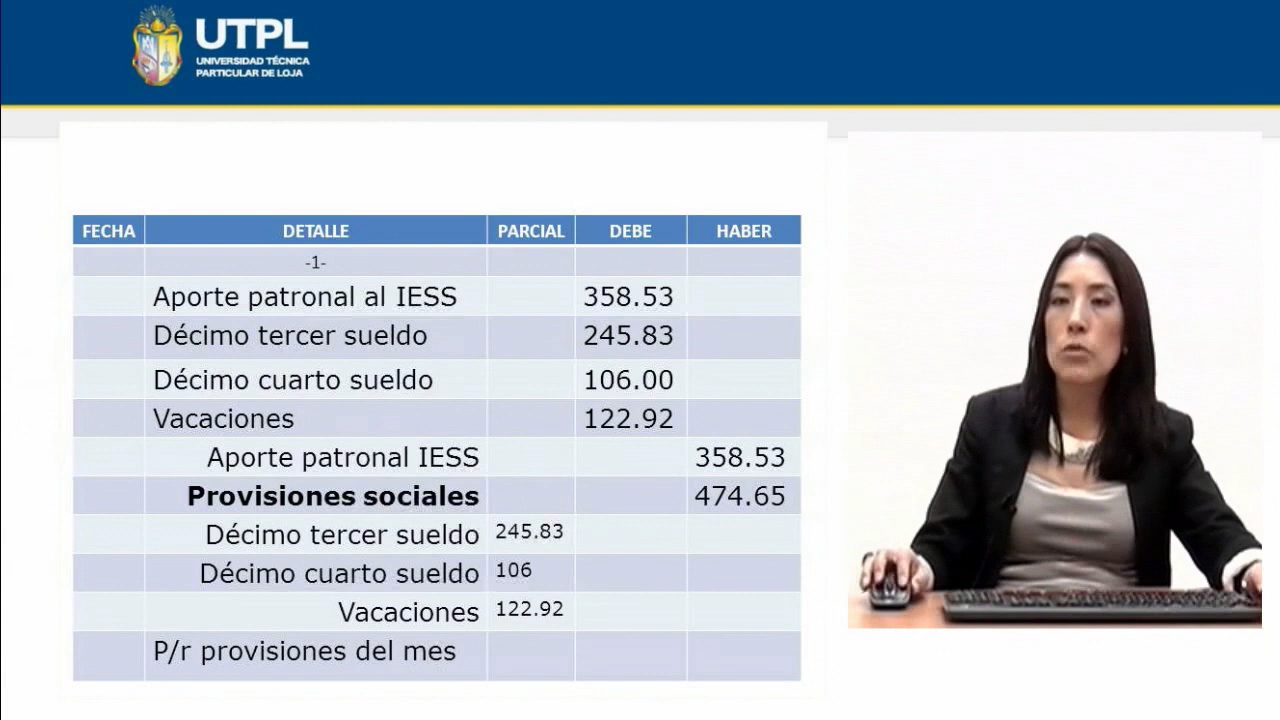 UTPL
UNIVERSIDAD TÉCNICA
PARTICULAR DE LOJA
FECHA DETALLE PARCIAL DEBE HABER
-1-
Aporte patronal al IESS 358.53
Décimo tercer sueldo 245.83
Décimo cuarto sueldo 106.00
Vacaciones 122.92
Aporte patronal IESS 358.53
Provisiones sociales 474.65
Décimo tercer sueldo 245.83
Décimo cuarto sueldo 106
Vacaciones 122.92
P/r provisiones del mes